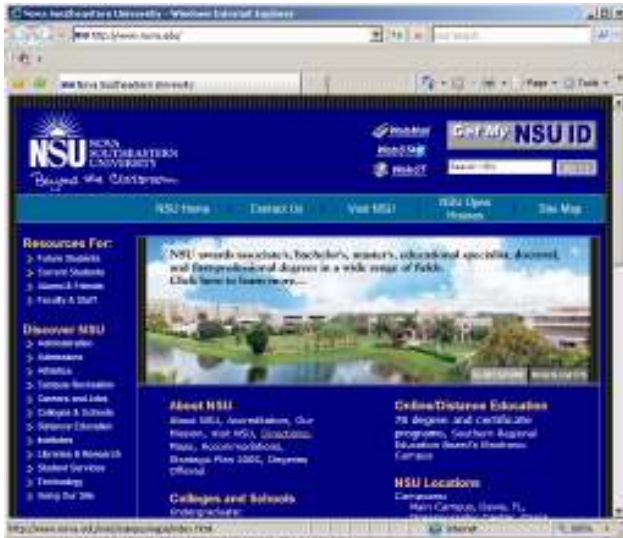 Nova Southeastern University - Windows Internet Explorer
http://www.nova.edu/
Nova Southeastern University
Page
Tools
NSU NOVA
SOUTHEASTERN
UNIVERSITY
Beyond the Classroom
WebMail
WebSTAR
WebCT
Get My NSU ID
NSU Home
Contact Us
Visit NSU
NSU Open
Houses
Site Map
Resources For:
Future Students
Current Students
Alumni & Friends
Faculty & Staff
Discover NSU
Administration
Admissions
Athletics
Campus Recreation
Careers and Jobs
Colleges & Schools
Distance Education
Institutes
Libraries & Research
Student Services
Technology
Using Our Site
NSU awards associate's, bachelor's, master's, educational specialist, doctoral,
and first-professional degrees in a wide range of fields.
Click here to learn more...
About NSU
About NSU, Accreditation, Our
Mission, Visit NSU, Directions,
Maps, Accommodations,
Strategic Plan 2005, Degrees
Offered
Colleges and Schools
Undergraduate:
Online/Distance Education
78 degree and certificate
programs, Southern Regional
Education Board's Electronic
Campus
NSU Locations
Campuses:
Main Campus, Davie, FL,
Internet
100%